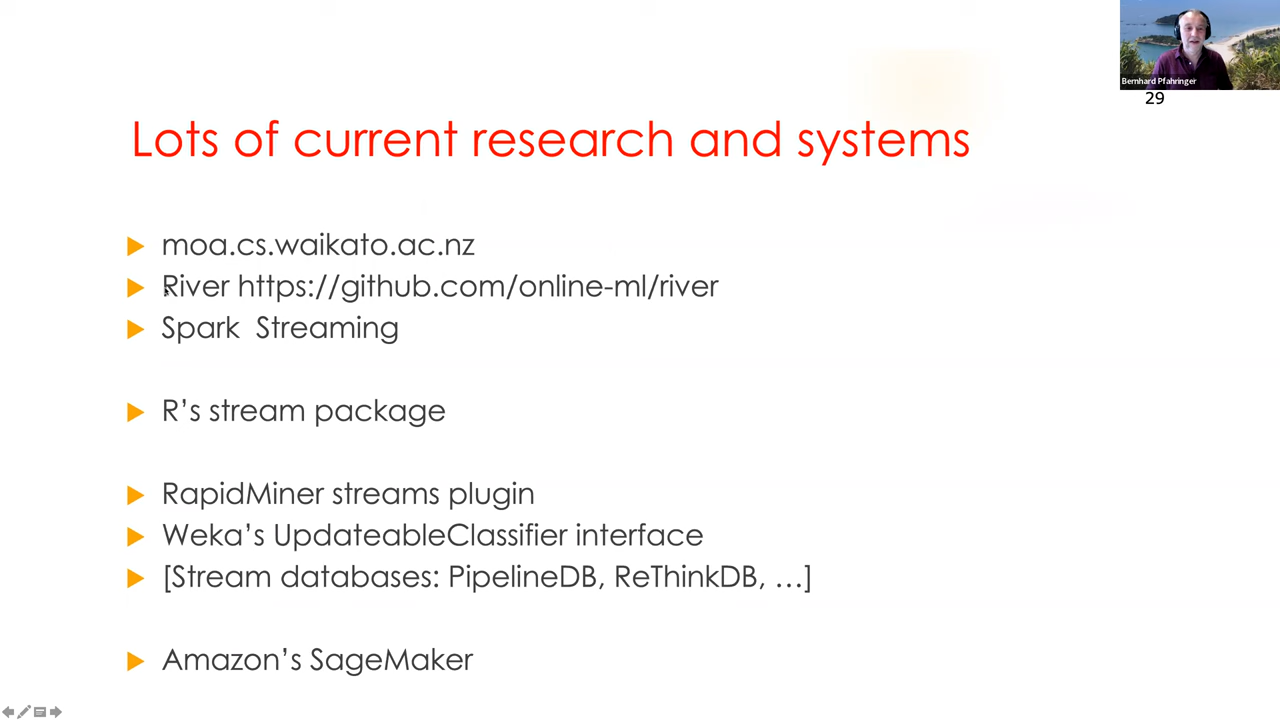 Bernhard Pfahringer
29
Lots of current research and systems
moa.cs.waikato.ac.nz
River https://github.com/online-ml/river
Spark  Streaming
R’s stream package
RapidMiner streams plugin
Weka’s UpdateableClassifier interface
[Stream databases: PipelineDB, ReThinkDB, …]
Amazon’s SageMaker